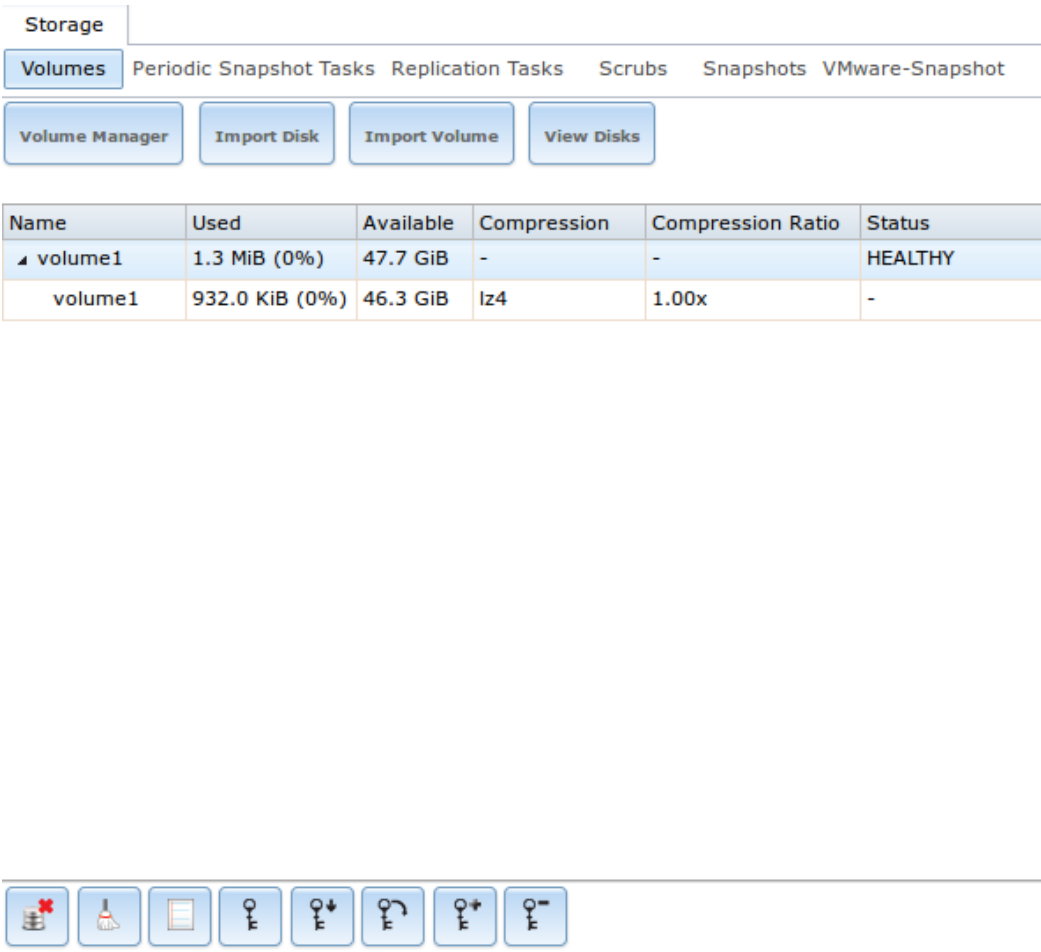 Storage
Volumes Periodic Snapshot Tasks Replication Tasks Scrubs Snapshots VMware-Snapshot
Volume Manager Import Disk Import Volume View Disks
Name Used Available Compression Compression Ratio Status
volume1 1.3 MiB (0%) 47.7 GiB - - HEALTHY
volume1 932.0 KiB (0%) 46.3 GiB lz4 1.00x -